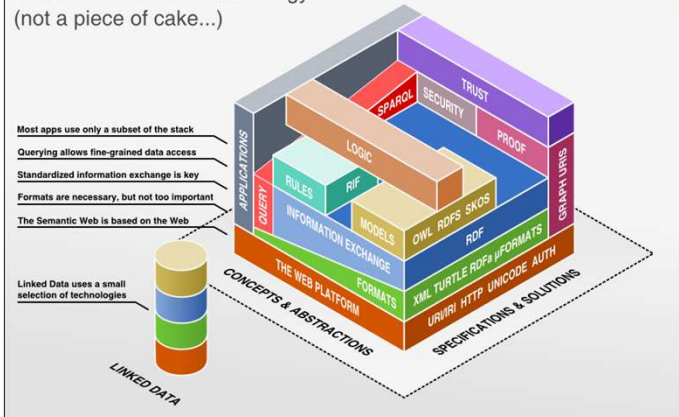 (not a piece of cake...)
Most apps use only a subset of the stack
Querying allows fine-grained data access
Standardized information exchange is key
Formats are necessary, but not too important
The Semantic Web is based on the Web
Linked Data uses a small
selection of technologies
LINKED DATA
APPLICATIONS
QUERY
SPARQL
SECURITY
TRUST
PROOF
LOGIC
RULES
RIF
MODELS
OWL RDFS SKOS
GRAPH URIS
INFORMATION EXCHANGE
RDF
FORMATS
XML TURTLE RDFa µFORMATS
THE WEB PLATFORM
URI/IRI HTTP UNICODE AUTH
CONCEPTS & ABSTRACTIONS
SPECIFICATIONS & SOLUTIONS